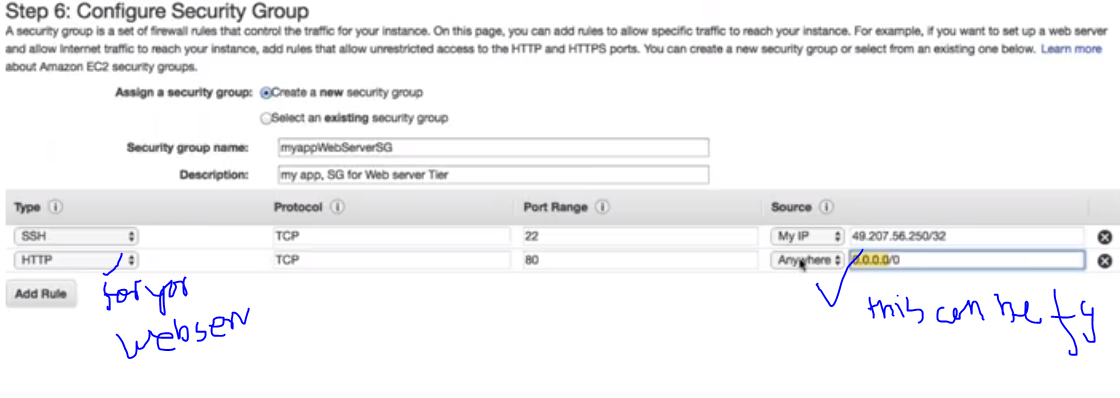 Step 6: Configure Security Group
A security group is a set of firewall rules that control the traffic for your instance. On this page, you can add rules to allow specific traffic to reach your instance. For example, if you want to set up a web server
and allow Internet traffic to reach your instance, add rules that allow unrestricted access to the HTTP and HTTPS ports. You can create a new security group or select from an existing one below. Learn more
about Amazon EC2 security groups.
Assign a security group: Create a new security group
Select an existing security group
Security group name: myappWebServerSG
Description: my app, SG for Web server Tier
Type Protocol Port Range Source
SSH TCP 22 My IP 49.207.56.250/32
HTTP TCP 80 Anywhere 0.0.0.0/0
Add Rule
this can be